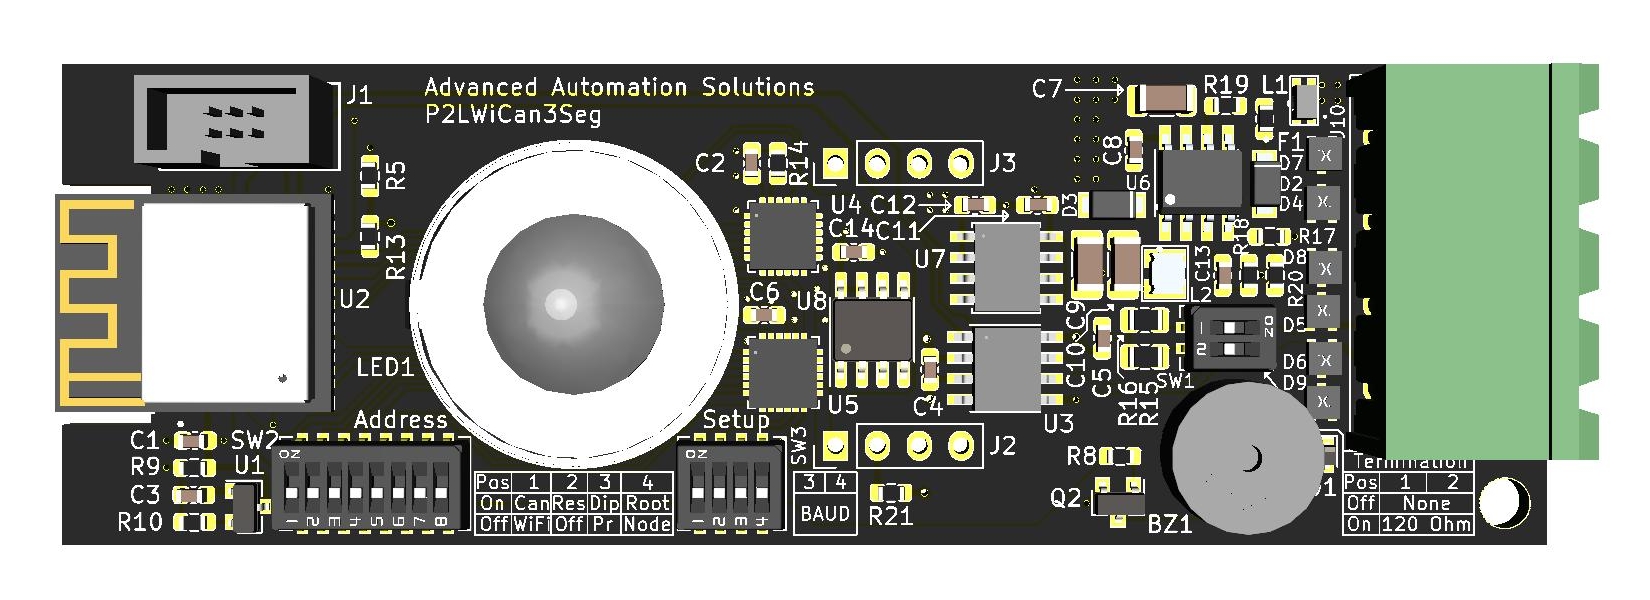 Advanced Automation Solutions
P2LWiCan3Seg
J1
C7
R19
L1
J10
C2
R14
J3
C8
F1
D7
R5
U6
D2
D4
U4
C12
D3
C14
C11
R18
R17
R13
U7
C13
D8
U2
C6
U8
L2
R20
C9
D5
1
2
ON
LED1
C10
C5
SW1
D6
D9
U5
C4
R16
R15
U3
Address
Setup
C1
SW2
SW3
J2
R9
U1
ON
ON
R8
Termination
C3
Pos 1 2 3 4
3 4
Q2
Pos 1 2
On Can Res Dip Root
BAUD
R21
Off None
R10
Off WiFi Off Pr Node
BZ1
On 120 Ohm
1 2 3 4 5 6 7 8
1 2 3 4